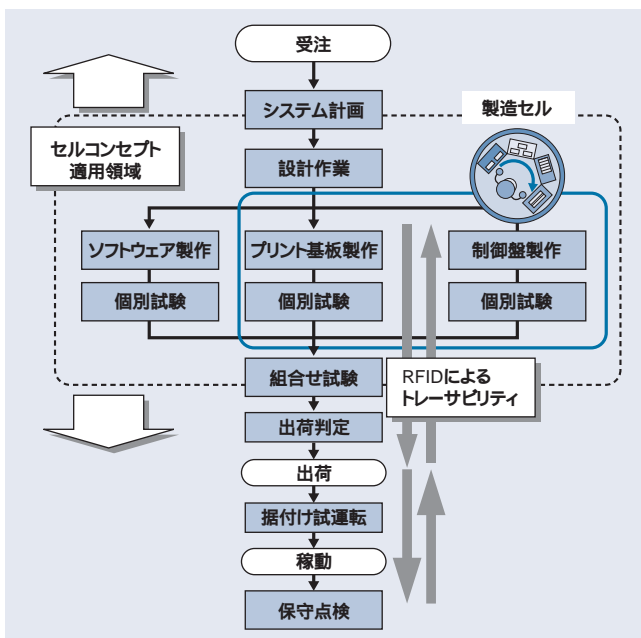 受注
システム計画
製造セル
セルコンセプト
適用領域
設計作業
ソフトウェア製作
プリント基板製作
制御盤製作
個別試験
個別試験
個別試験
組合せ試験
RFIDによる
トレーサビリティ
出荷判定
出荷
据付け試運転
稼動
保守点検